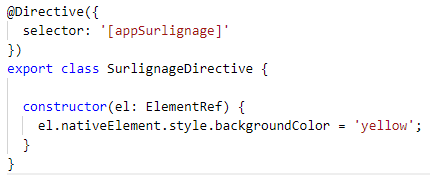 @Directive({
  selector: '[appSurlignage]'
})
export class SurlignageDirective {

  constructor(el: ElementRef) {
    el.nativeElement.style.backgroundColor = 'yellow';
  }
}